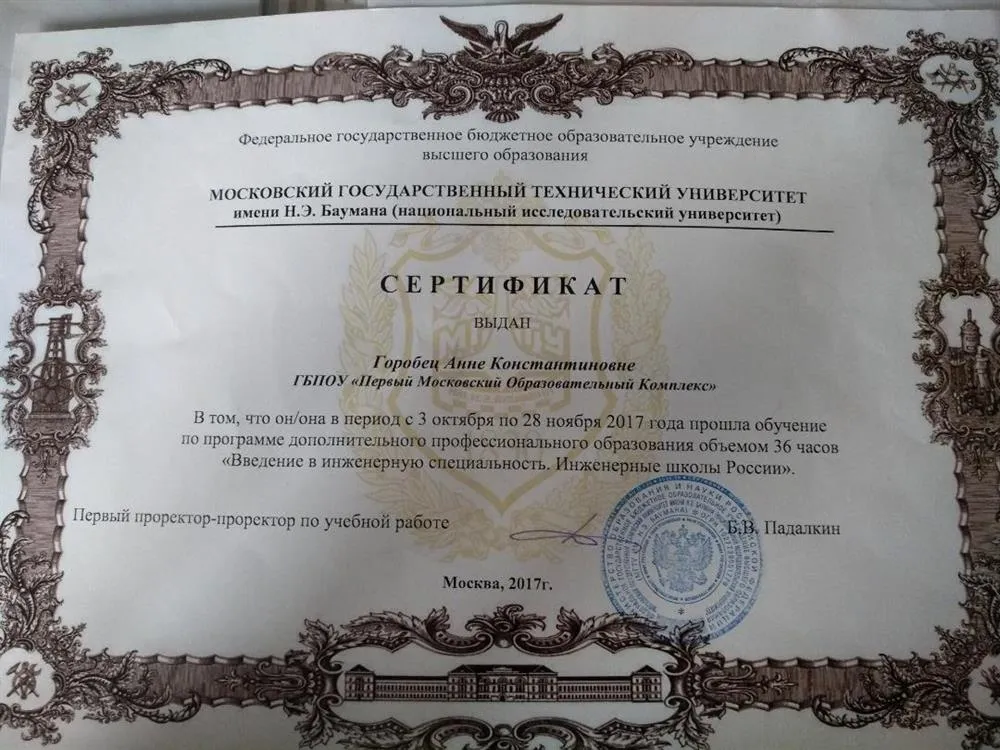 Федеральное государственное бюджетное образовательное учреждение
высшего образования
МОСКОВСКИЙ ГОСУДАРСТВЕННЫЙ ТЕХНИЧЕСКИЙ УНИВЕРСИТЕТ
имени Н.Э. Баумана (национальный исследовательский университет)
СЕРТИФИКАТ
ВЫДАН
Горобец Анне Константиновне
ГБПОУ «Первый Московский Образовательный Комплекс»
В том, что он/она в период с 3 октября по 28 ноября 2017 года прошла обучение
по программе дополнительного профессионального образования объемом 36 часов
«Введение в инженерную специальность. Инженерные школы России».
Первый проректор-проректор по учебной работе
Б.В. Падалкин
Москва, 2017г.